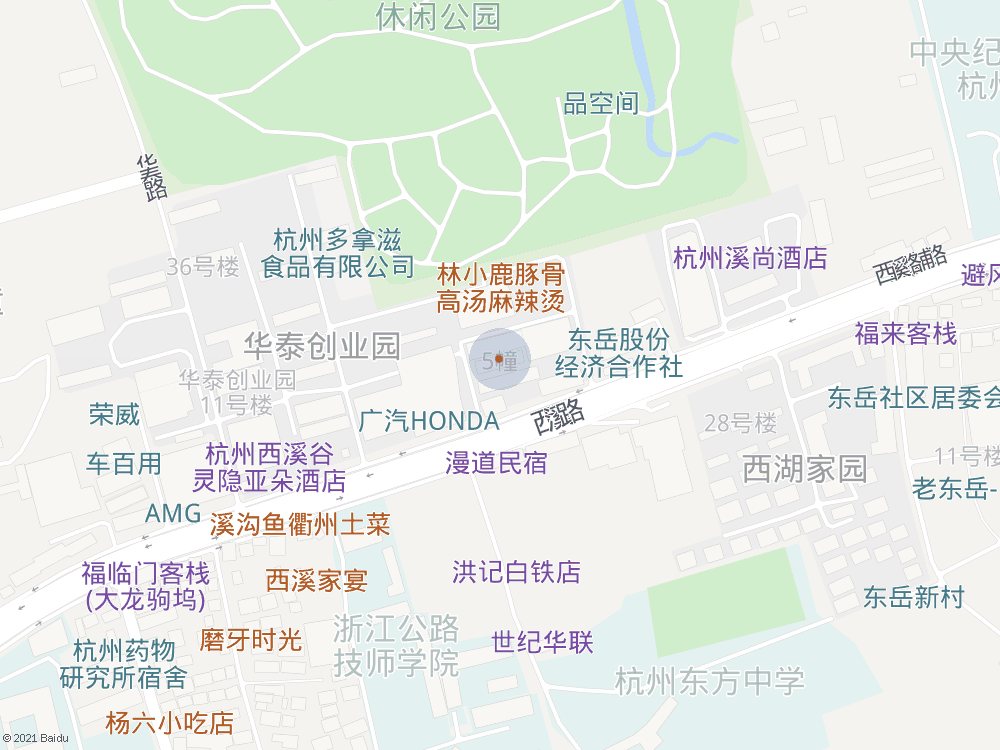 休闲公园
中央纪
杭州
品空间
华泰路
杭州多拿滋
食品有限公司
36号楼
杭州溪尚酒店
西溪路辅路
避风
林小鹿豚骨
高汤麻辣烫
华泰创业园
5幢
东岳股份
经济合作社
福来客栈
华泰创业园
11号楼
东岳社区居委会
荣威
广汽HONDA
西溪路
28号楼
车百用
杭州西溪谷
灵隐亚朵酒店
漫道民宿
西湖家园
11号楼
老东岳-
AMG
溪沟鱼衢州土菜
福临门客栈
(大龙驹坞)
西溪家宴
洪记白铁店
东岳新村
磨牙时光
浙江公路
技师学院
世纪华联
杭州药物
研究所宿舍
杭州东方中学
杨六小吃店
© 2021 Baidu